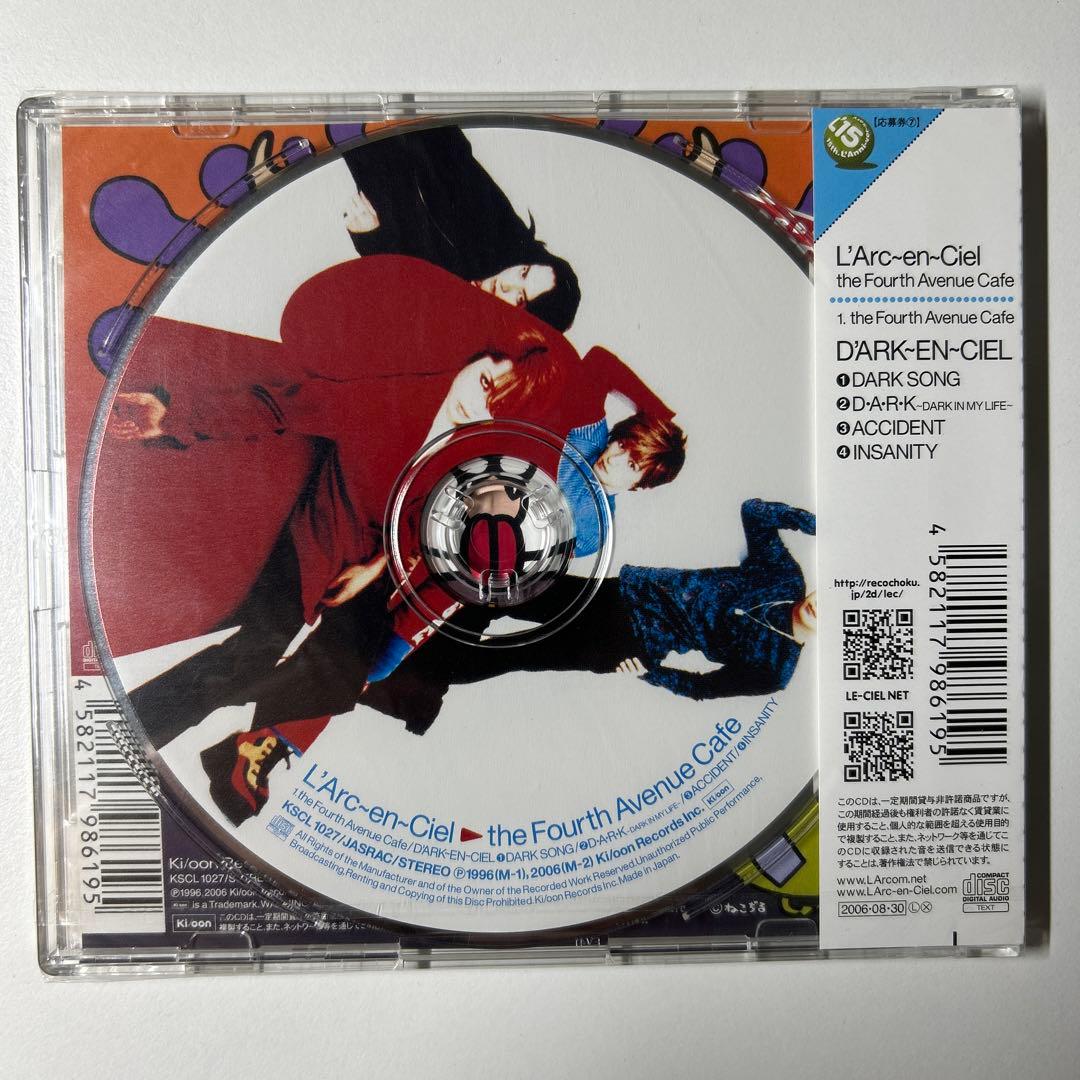 L'15
15th. L'Anniversary
【応募券⑦】
L'Arc~en~Ciel
the Fourth Avenue Cafe
1. the Fourth Avenue Cafe
D'ARK~EN~CIEL
❶DARK SONG
❷D•A•R•K~DARK IN MY LIFE~
❸ACCIDENT
❹INSANITY
4 582117 986195
http://recochoku.
jp/2d/lec/
LE-CIEL NET
このCDは、一定期間貸与非許諾商品ですが、
この期間経過後も権利者の許諾なく賃貸業に
使用すること、個人的な範囲を超える使用目的
で複製すること、また、ネットワーク等を通じてこ
のCDに収録された音を送信できる状態に
することは、著作権法で禁じられています。
www.LArcom.net
www.L Arc-en-Ciel.com
2006・08・30 Ⓛ Ⓧ
COMPACT
disc
DIGITAL AUDIO
TEXT
L'Arc~en~Ciel ▶ the Fourth Avenue Cafe
1. the Fourth Avenue Cafe/D'ARK~EN~CIEL ❶DARK SONG/❷D•A•R•K~DARK IN MY LIFE~/❸ACCIDENT/❹INSANITY
KSCL 1027/JASRAC/STEREO Ⓟ1996(M-1), 2006(M-2) Ki/oon Records Inc. Ki/oon
All Rights of the Manufacturer and of the Owner of the Recorded Work Reserved. Unauthorized Public Performance,
Broadcasting, Renting and Copying of this Disc Prohibited. Ki/oon Records Inc. Made in Japan.
4 582117 986195
Ki/oon
KSCL 1027/S
Ⓟ1996, 2006 Ki/oon
is a Trademark.
Ki/oon
このCDは、一定期間
複製すること、また、ネットワーク等を通じて
©ねこぢる